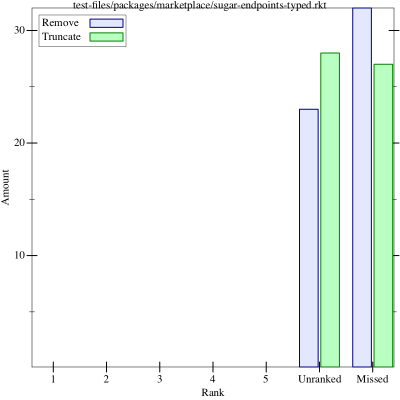 test-files/packages/marketplace/sugar-endpoints-typed.rkt
Remove
Truncate
30
20
10
Amount
1 2 3 4 5 Unranked Missed
Rank